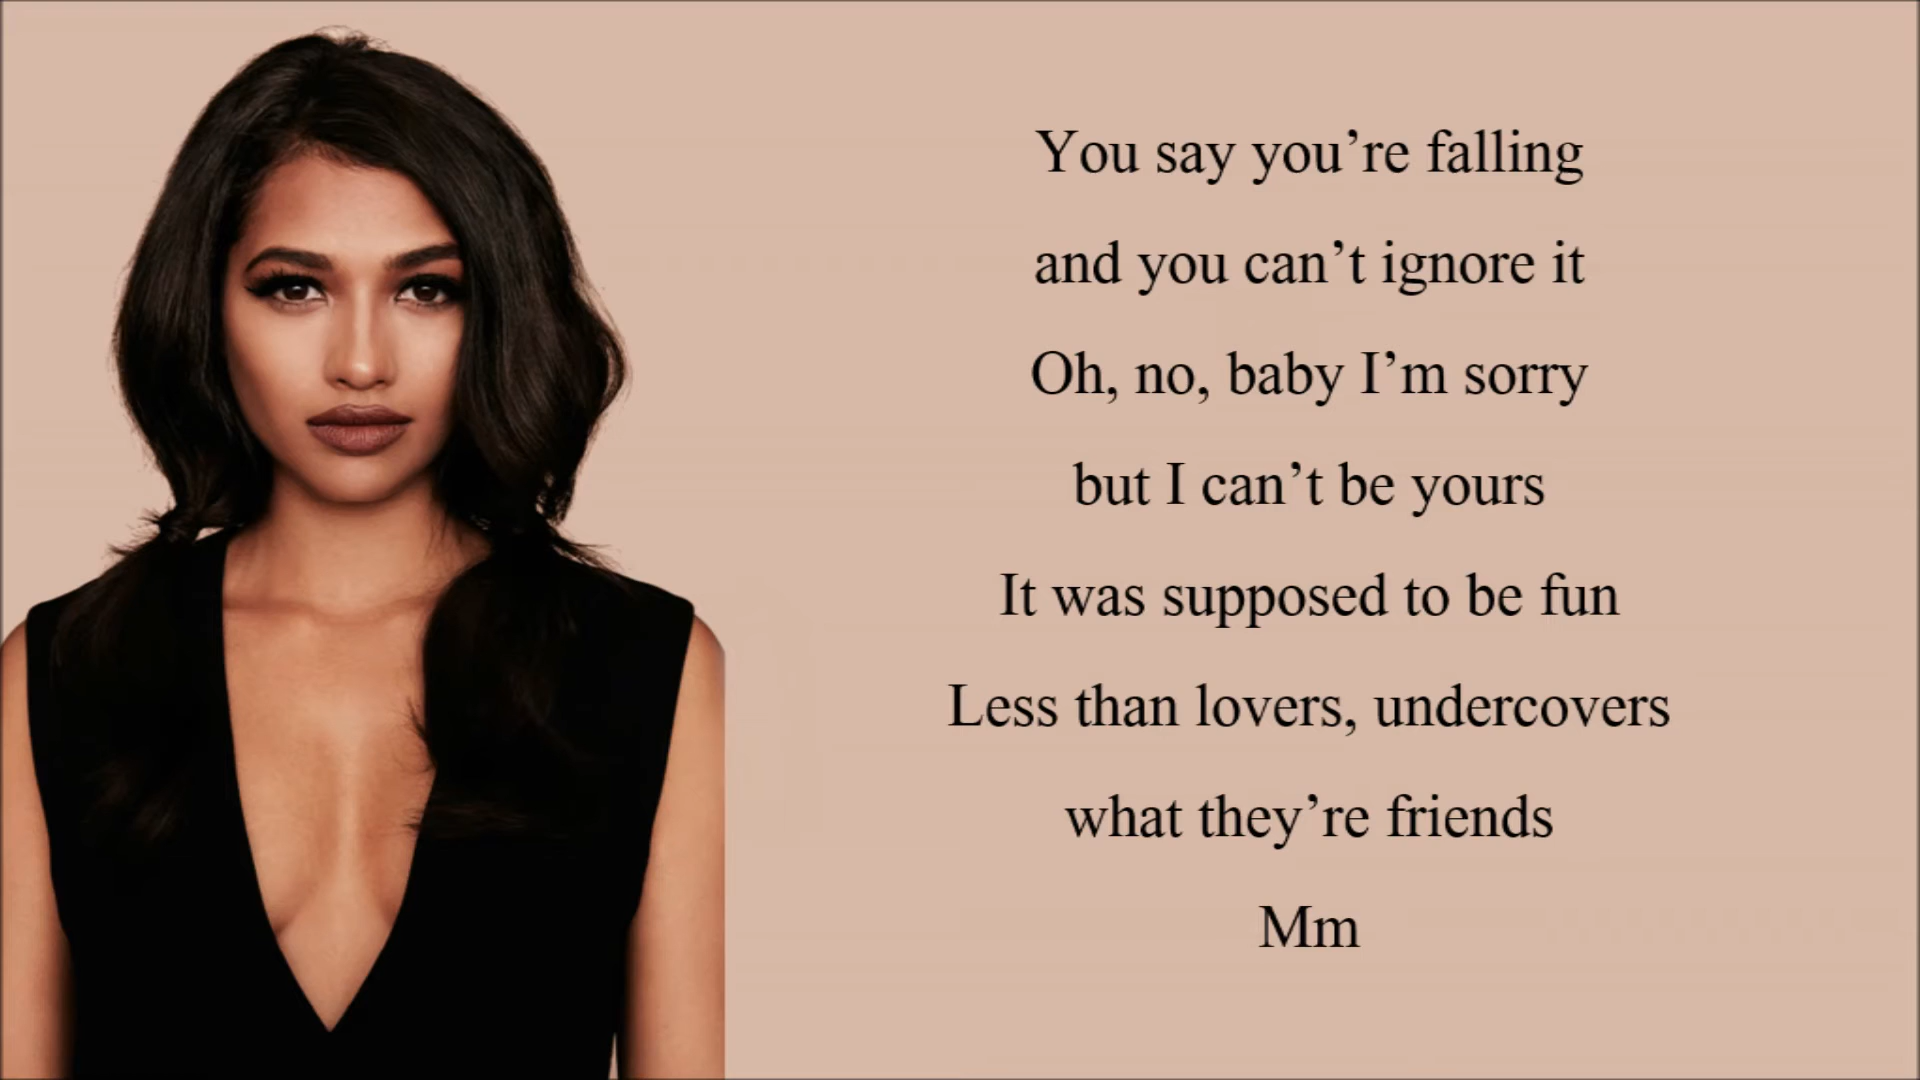 You say you’re falling
and you can’t ignore it
Oh, no, baby I’m sorry
but I can’t be yours
It was supposed to be fun
Less than lovers, undercovers
what they’re friends
Mm